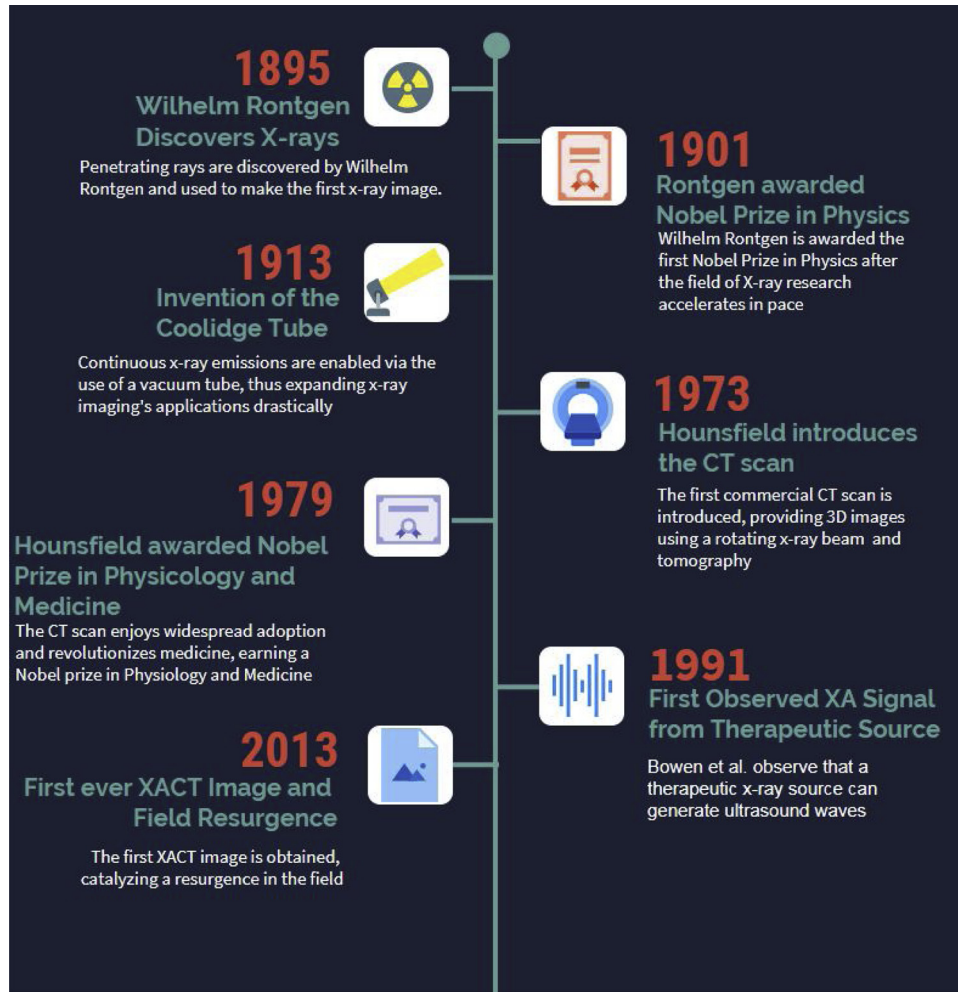 1895
Wilhelm Rontgen
Discovers X-rays
Penetrating rays are discovered by Wilhelm
Rontgen and used to make the first x-ray image.
1901
Rontgen awarded
Nobel Prize in Physics
Wilhelm Rontgen is awarded the
first Nobel Prize in Physics after
the field of X-ray research
accelerates in pace
1913
Invention of the
Coolidge Tube
Continuous x-ray emissions are enabled via the
use of a vacuum tube, thus expanding x-ray
imaging's applications drastically
1973
Hounsfield introduces
the CT scan
The first commercial CT scan is
introduced, providing 3D images
using a rotating x-ray beam and
tomography
1979
Hounsfield awarded Nobel
Prize in Physicology and
Medicine
The CT scan enjoys widespread adoption
and revolutionizes medicine, earning a
Nobel prize in Physiology and Medicine
1991
First Observed XA Signal
from Therapeutic Source
Bowen et al. observe that a
therapeutic x-ray source can
generate ultrasound waves
2013
First ever XACT Image and
Field Resurgence
The first XACT image is obtained,
catalyzing a resurgence in the field